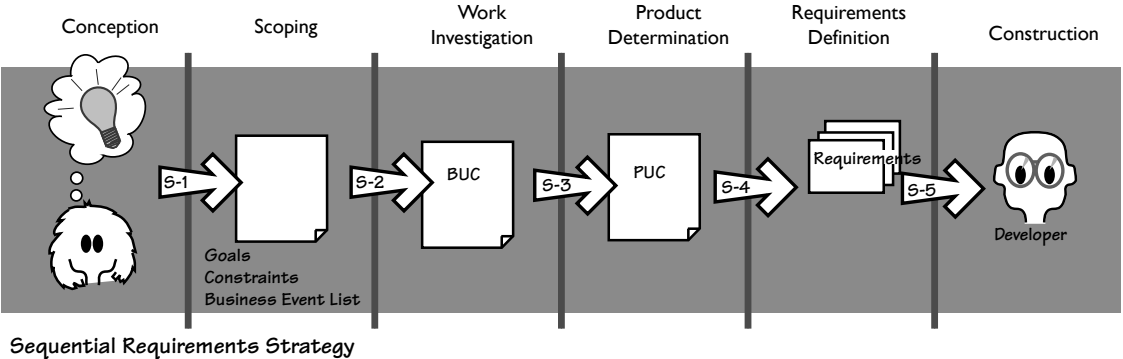 Conception
Scoping
Work
Investigation
Product
Determination
Requirements
Definition
Construction
S-1
S-2
BUC
S-3
PUC
S-4
Requirements
S-5
Developer
Goals
Constraints
Business Event List
Sequential Requirements Strategy